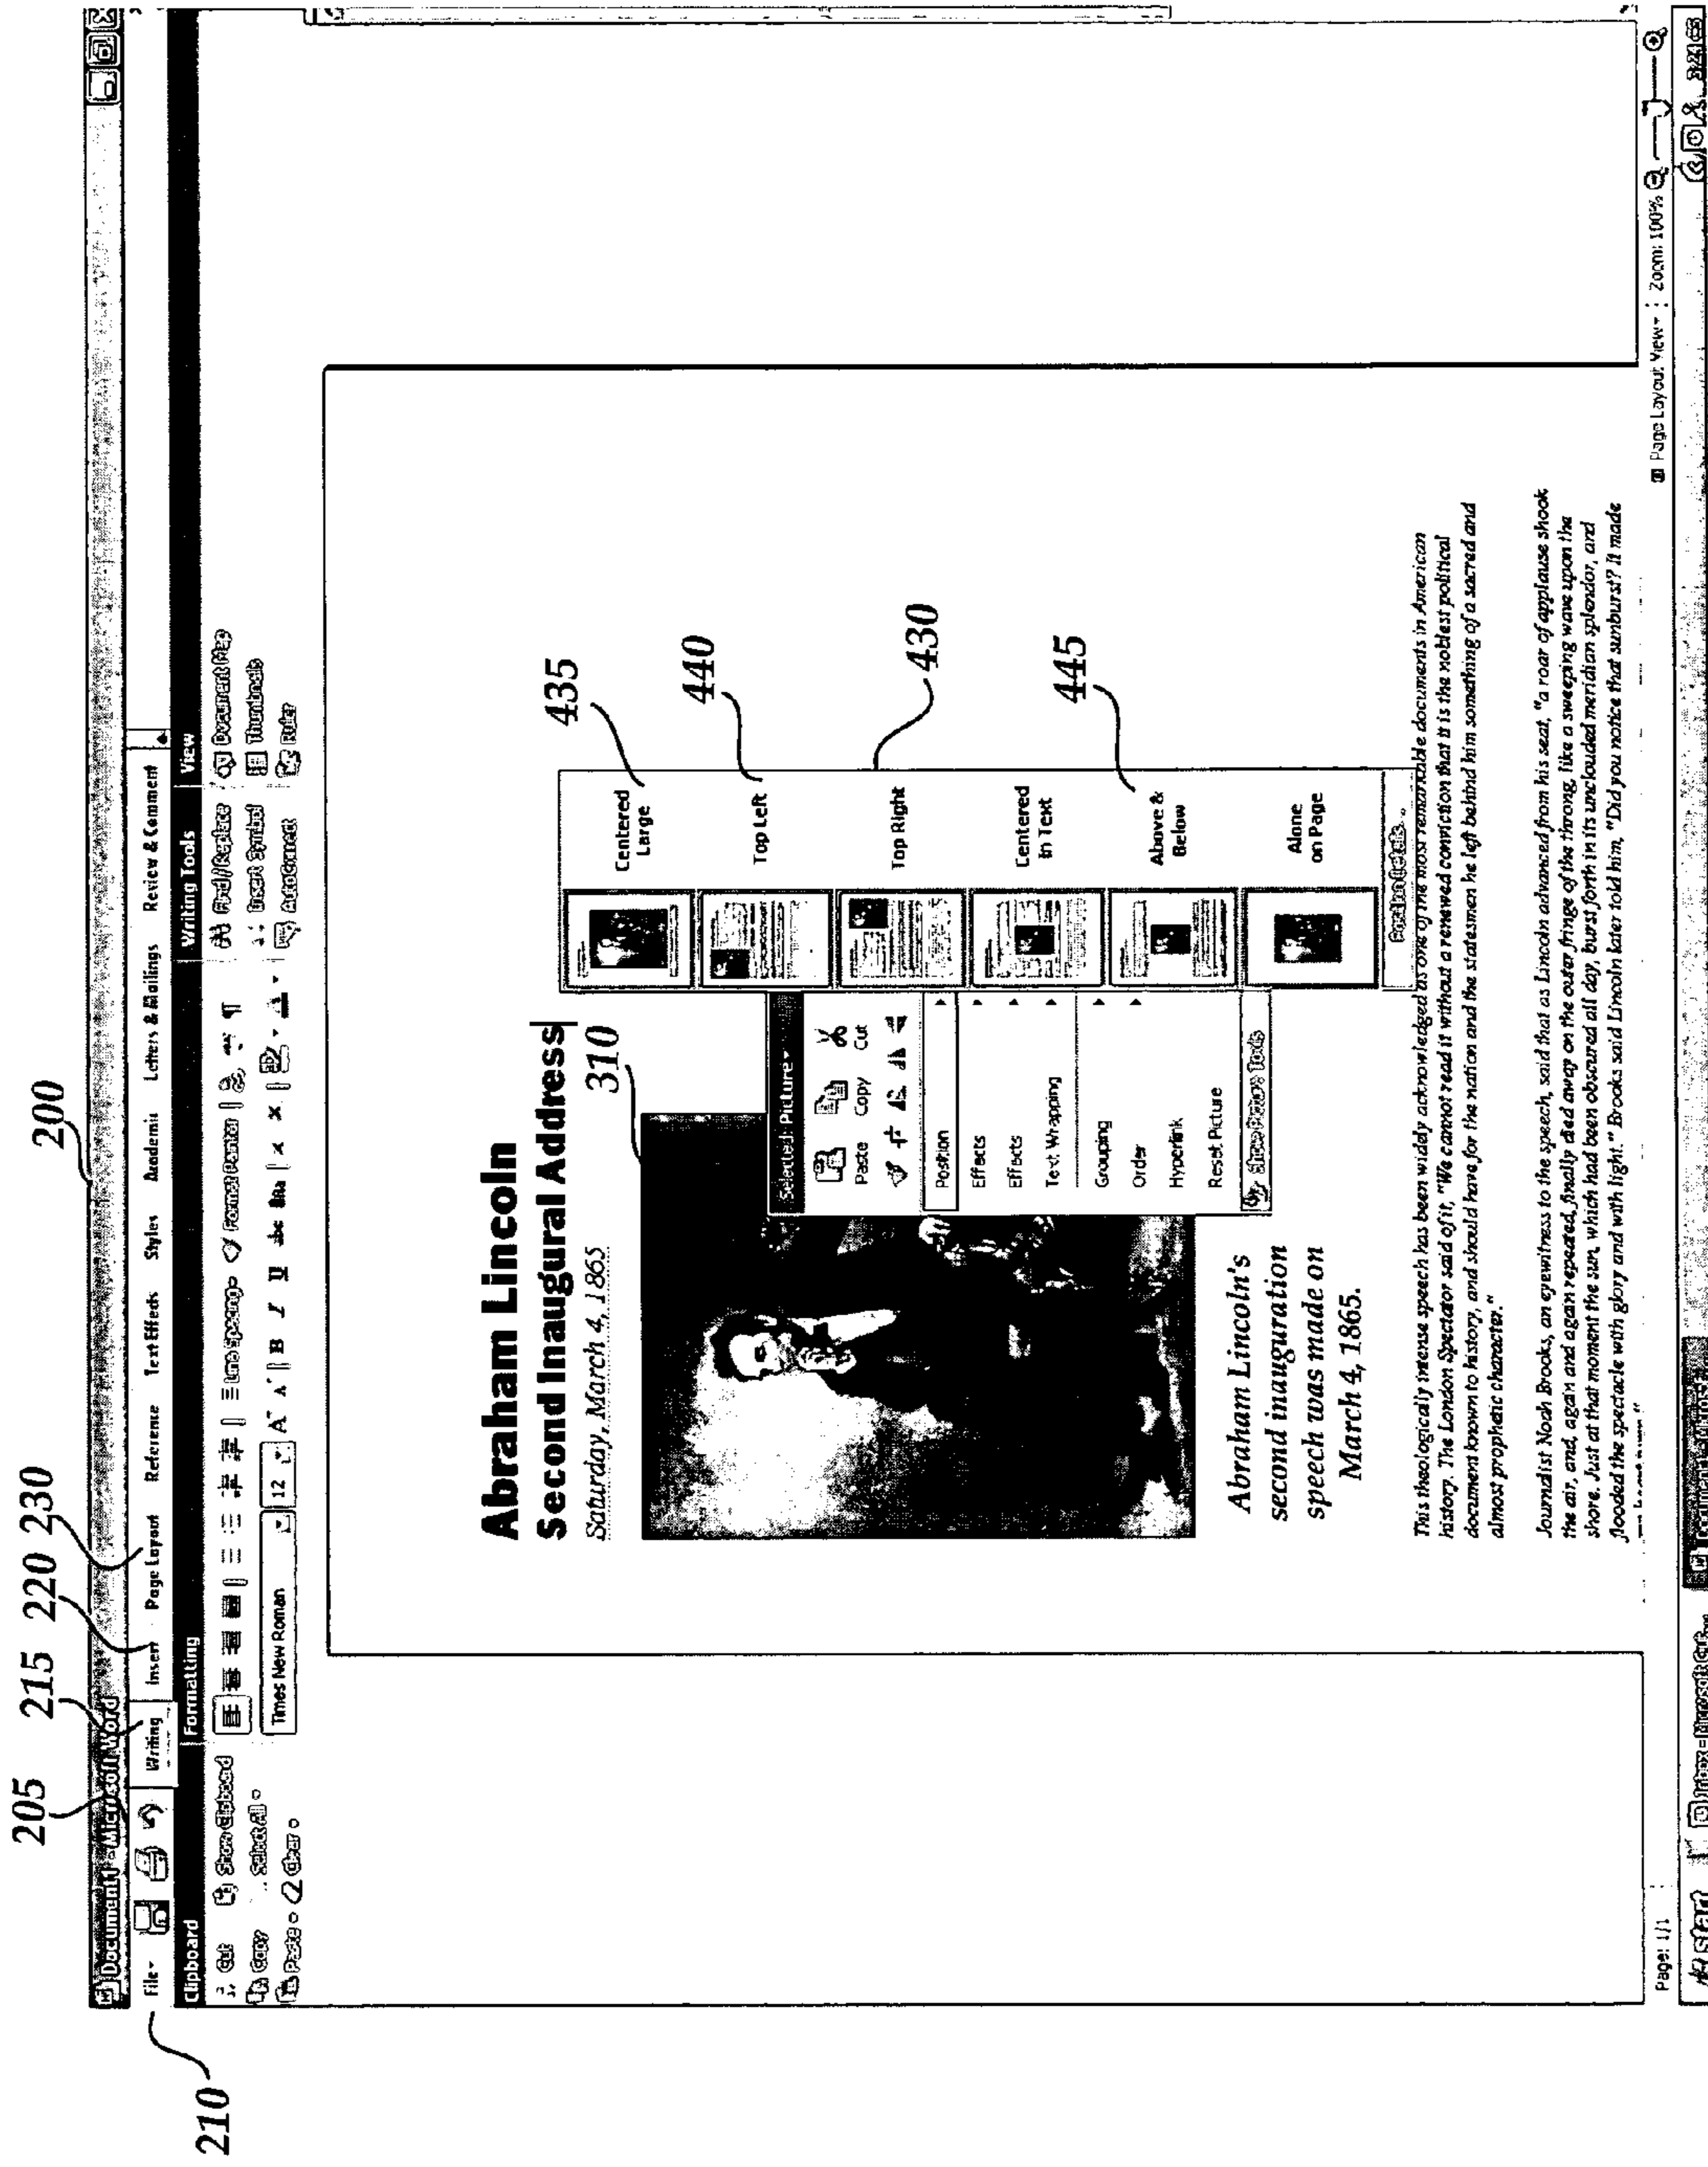 200
205 215 220 230
Document1 - Microsoft Word
210
File Writing Insert Page Layout Reference Text Effects Styles Academic Letters & Mailings Review & Comment
Clipboard Formatting Writing Tools View
Cut Show Clipboard Line Spacing Format Painter Find/Replace Document Map
Copy Select All Insert Symbol Thumbnails
Paste Clear Times New Roman 12 A A B I U abc Aaa x x A AutoCorrect Ruler
Abraham Lincoln
Second Inaugural Address
Saturday, March 4, 1865
310
435
440
430
445
Selected: Picture
Paste Copy Cut
Position
Effects
Effects
Text Wrapping
Grouping
Order
Hyperlink
Reset Picture
Show Picture Tools
Centered
Large
Top Left
Top Right
Centered
In Text
Above &
Below
Alone
on Page
Position Details...
Abraham Lincoln's
second inauguration
speech was made on
March 4, 1865.
This theologically intense speech has been widely acknowledged as one of the most remarkable documents in American
history. The London Spectator said of it, "We cannot read it without a renewed conviction that it is the noblest political
document known to history, and should have for the nation and the statesmen he left behind him something of a sacred and
almost prophetic character."
Journalist Noah Brooks, an eyewitness to the speech, said that as Lincoln advanced from his seat, "a roar of applause shook
the air, and, again and again repeated, finally died away on the outer fringe of the throng, like a sweeping wave upon the
shore. Just at that moment the sun, which had been obscured all day, burst forth in its unclouded meridian splendor, and
flooded the spectacle with glory and with light." Brooks said Lincoln later told him, "Did you notice that sunburst? It made
Page: 1/1 Page Layout View Zoom: 100%
start Inbox - Microsoft